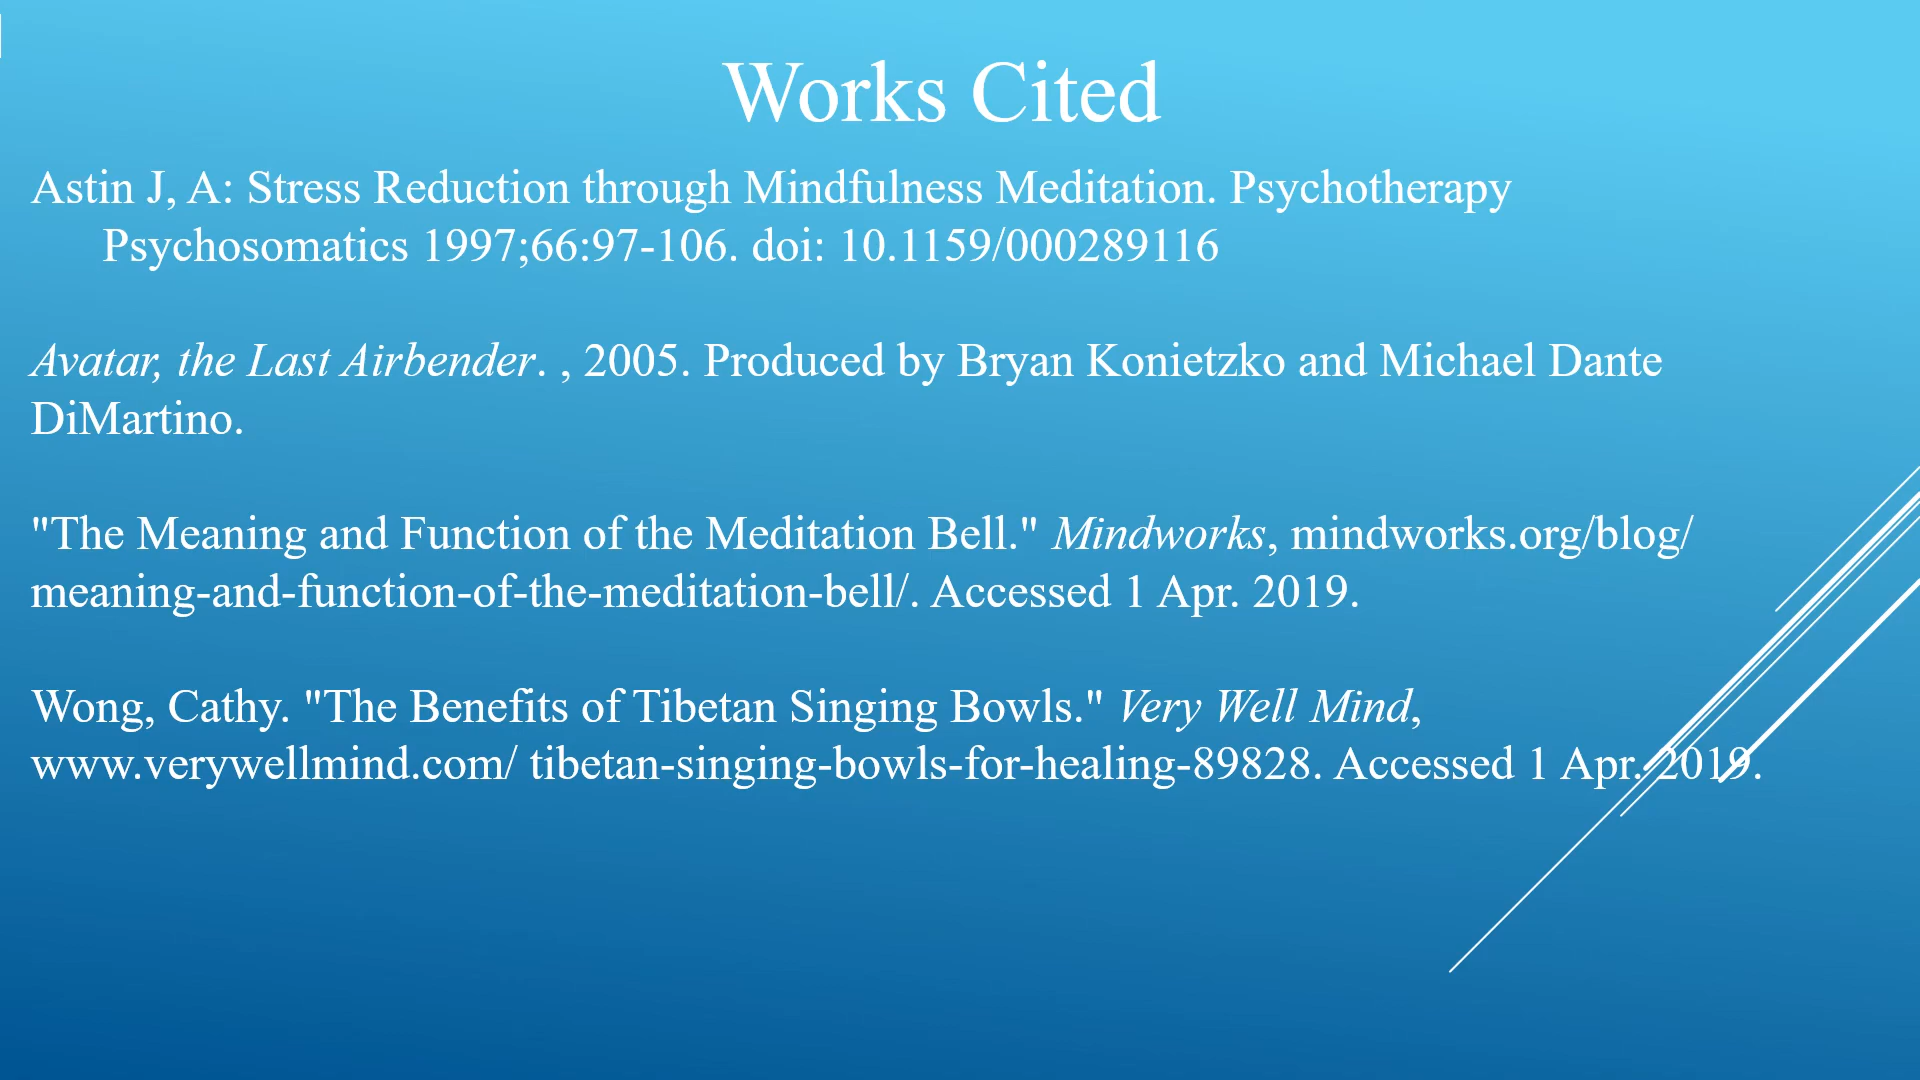 Works Cited
Astin J, A: Stress Reduction through Mindfulness Meditation. Psychotherapy
Psychosomatics 1997;66:97-106. doi: 10.1159/000289116
Avatar, the Last Airbender. , 2005. Produced by Bryan Konietzko and Michael Dante
DiMartino.
"The Meaning and Function of the Meditation Bell." Mindworks, mindworks.org/blog/
meaning-and-function-of-the-meditation-bell/. Accessed 1 Apr. 2019.
Wong, Cathy. "The Benefits of Tibetan Singing Bowls." Very Well Mind,
www.verywellmind.com/ tibetan-singing-bowls-for-healing-89828. Accessed 1 Apr. 2019.